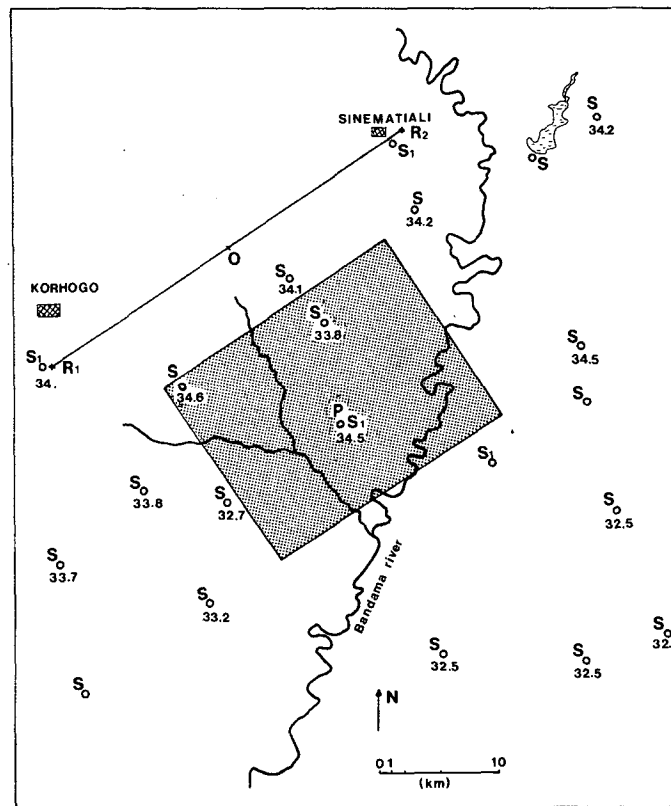 SINEMATIALI
R2
S1
S
34.2
S
S
34.2
O
S
34.1
KORHOGO
S
33.8
S
34.5
S1
R1
34.
S
34.6
P
S1
34.5
S
S1
S
33.8
S
32.7
S
32.5
S
33.7
Bandama river
S
33.2
S
32.
S
32.5
S
32.5
S
N
0 1 10
(km)